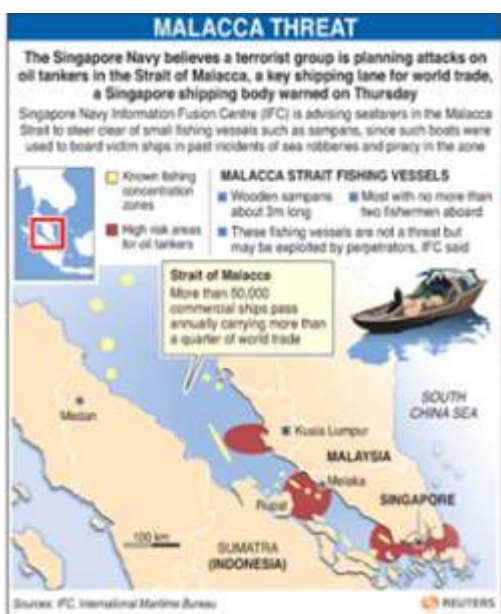 MALACCA THREAT
The Singapore Navy believes a terrorist group is planning attacks on
oil tankers in the Strait of Malacca, a key shipping lane for world trade,
a Singapore shipping body warned on Thursday
Singapore Navy Information Fusion Centre (IFC) is advising seafarers in the Malacca
Strait to steer clear of small fishing vessels such as sampans, since such boats were
used to board victim ships in past incidents of sea robberies and piracy in the zone
Known fishing
concentration
zones
High risk areas
for oil tankers
MALACCA STRAIT FISHING VESSELS
Wooden sampans
about 3m long
Most with no more than
two fishermen aboard
These fishing vessels are not a threat but
may be exploited by perpetrators, IFC said
Strait of Malacca
More than 50,000
commercial ships pass
annually carrying more than
a quarter of world trade
SOUTH
CHINA SEA
Medan
Kuala Lumpur
MALAYSIA
Melaka
SINGAPORE
Rupat
100 km
SUMATRA
(INDONESIA)
Sources: IFC, International Maritime Bureau
REUTERS